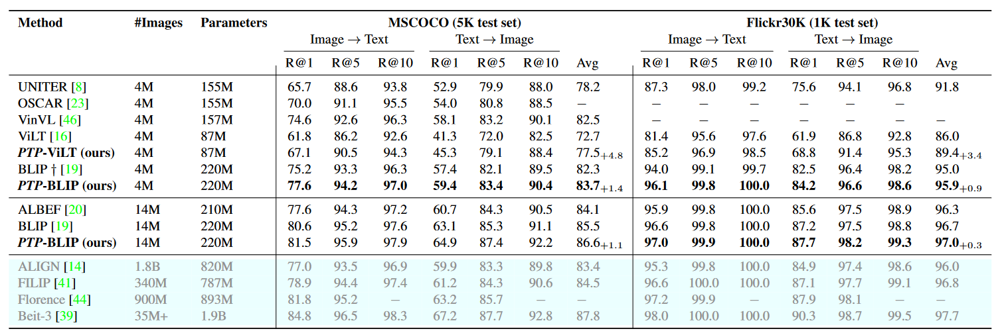 Method #Images Parameters MSCOCO (5K test set) Flickr30K (1K test set)
Image → Text Text → Image Image → Text Text → Image
R@1 R@5 R@10 R@1 R@5 R@10 Avg R@1 R@5 R@10 R@1 R@5 R@10 Avg
UNITER [8] 4M 155M 65.7 88.6 93.8 52.9 79.9 88.0 78.2 87.3 98.0 99.2 75.6 94.1 96.8 91.8
OSCAR [23] 4M 155M 70.0 91.1 95.5 54.0 80.8 88.5 – – – – – – – –
VinVL [46] 4M 157M 74.6 92.6 96.3 58.1 83.2 90.1 82.5 – – – – – – –
ViLT [16] 4M 87M 61.8 86.2 92.6 41.3 72.0 82.5 72.7 81.4 95.6 97.6 61.9 86.8 92.8 86.0
PTP-ViLT (ours) 4M 87M 67.1 90.5 94.3 45.3 79.1 88.4 77.5+4.8 85.2 96.9 98.5 68.8 91.4 95.3 89.4+3.4
BLIP † [19] 4M 220M 75.2 93.3 96.3 57.4 82.1 89.5 82.3 94.0 99.1 99.7 82.5 96.4 98.2 95.0
PTP-BLIP (ours) 4M 220M 77.6 94.2 97.0 59.4 83.4 90.4 83.7+1.4 96.1 99.8 100.0 84.2 96.6 98.6 95.9+0.9
ALBEF [20] 14M 210M 77.6 94.3 97.2 60.7 84.3 90.5 84.1 95.9 99.8 100.0 85.6 97.5 98.9 96.3
BLIP [19] 14M 220M 80.6 95.2 97.6 63.1 85.3 91.1 85.5 96.6 99.8 100.0 87.2 97.5 98.8 96.7
PTP-BLIP (ours) 14M 220M 81.5 95.9 97.9 64.9 87.4 92.2 86.6+1.1 97.0 99.9 100.0 87.7 98.2 99.3 97.0+0.3
ALIGN [14] 1.8B 820M 77.0 93.5 96.9 59.9 83.3 89.8 83.4 95.3 99.8 100.0 84.9 97.4 98.6 96.0
FILIP [41] 340M 787M 78.9 94.4 97.4 61.2 84.3 90.6 84.5 96.6 100.0 100.0 87.1 97.7 99.1 96.8
Florence [44] 900M 893M 81.8 95.2 – 63.2 85.7 – – 97.2 99.9 – 87.9 98.1 – –
Beit-3 [39] 35M+ 1.9B 84.8 96.5 98.3 67.2 87.7 92.8 87.8 98.0 100.0 100.0 90.3 98.7 99.5 97.7